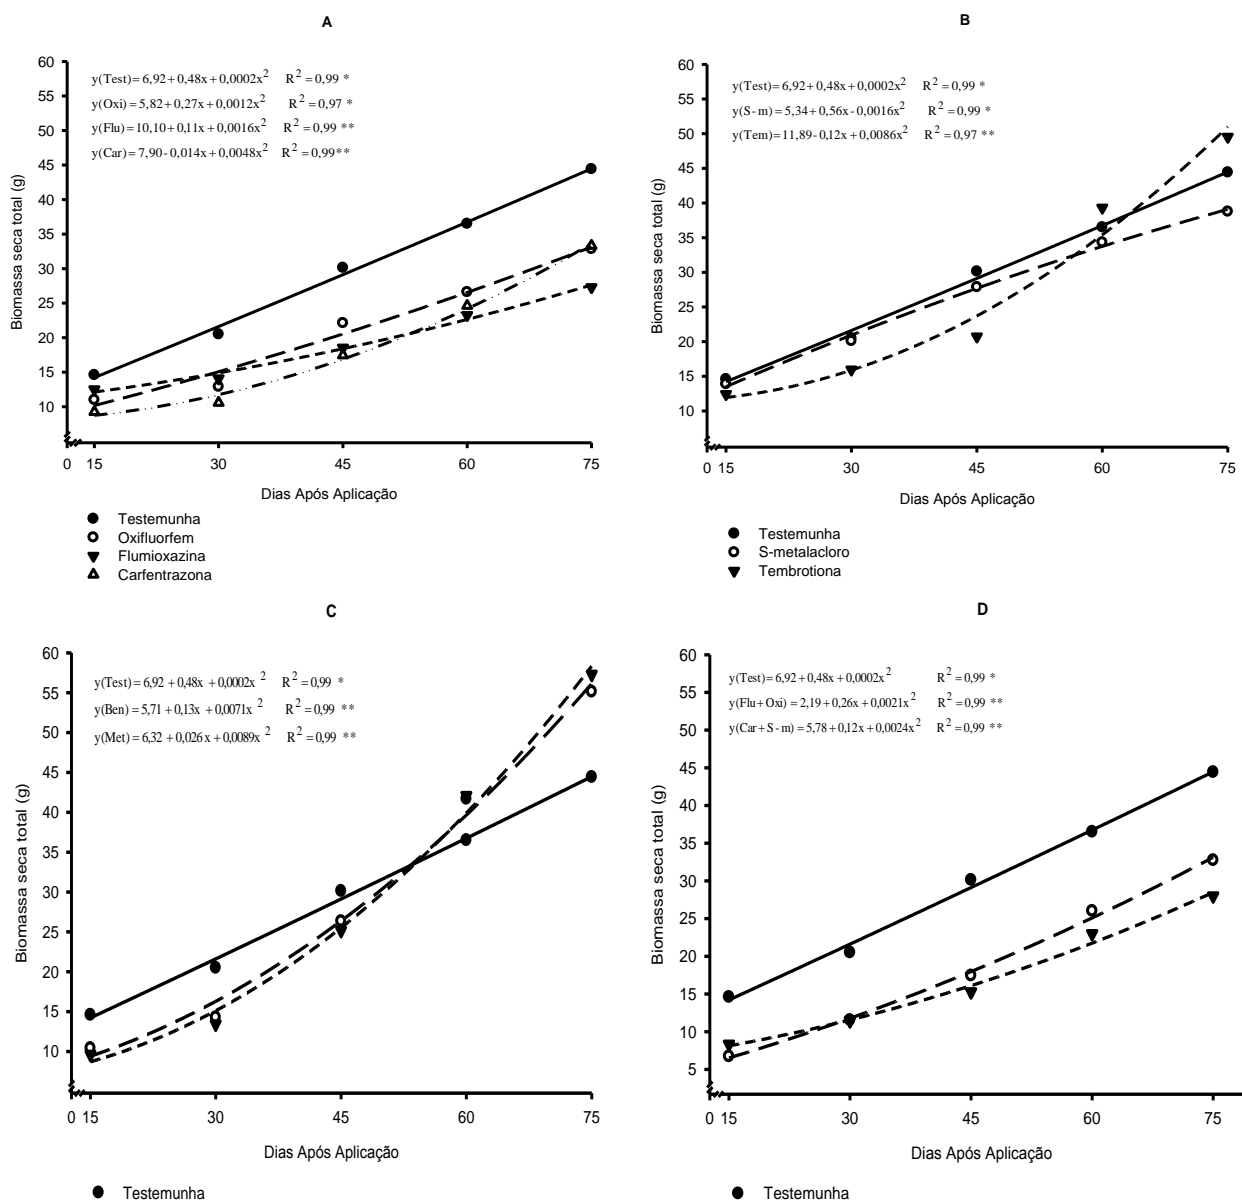 A
60
55
50
45
40
35
30
25
20
15
10
Biomassa seca total (g)
y(Test)=6,92+0,48x+0,0002x² R²=0,99 *
y(Oxi)=5,82+0,27x+0,0012x² R²=0,97 *
y(Flu)=10,10+0,11x+0,0016x² R²=0,99 **
y(Car)=7,90-0,014x+0,0048x² R²=0,99**
0 15 30 45 60 75
Dias Após Aplicação
Testemunha
Oxifluorfem
Flumioxazina
Carfentrazona
B
60
55
50
45
40
35
30
25
20
15
10
Biomassa seca total (g)
y(Test)=6,92+0,48x+0,0002x² R²=0,99 *
y(S-m)=5,34+0,56x-0,0016x² R²=0,99 *
y(Tem)=11,89-0,12x+0,0086x² R²=0,97 **
0 15 30 45 60 75
Dias Após Aplicação
Testemunha
S-metalacloro
Tembrotiona
C
60
55
50
45
40
35
30
25
20
15
10
Biomassa seca total (g)
y(Test)=6,92+0,48x+0,0002x² R²=0,99 *
y(Ben)=5,71+0,13x+0,0071x² R²=0,99 **
y(Met)=6,32+0,026x+0,0089x² R²=0,99 **
0 15 30 45 60 75
Dias Após Aplicação
Testemunha
D
60
55
50
45
40
35
30
25
20
15
10
5
Biomassa seca total (g)
y(Test)=6,92+0,48x+0,0002x² R²=0,99 *
y(Flu+Oxi)=2,19+0,26x+0,0021x² R²=0,99 **
y(Car+S-m)=5,78+0,12x+0,0024x² R²=0,99 **
0 15 30 45 60 75
Dias Após Aplicação
Testemunha